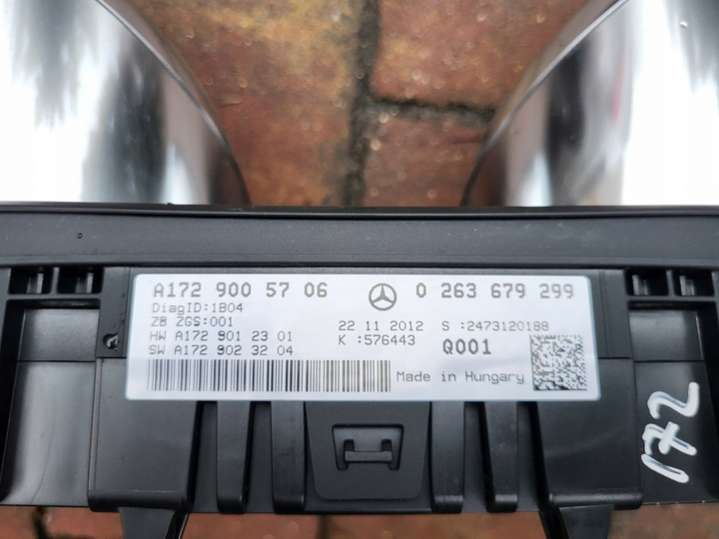 A172 900 57 06 0 263 679 299
DiagID:1B04
ZB ZGS:001 22 11 2012 S :2473120188
HW A172 901 23 01 K :576443 Q001
SW A172 902 32 04
Made in Hungary
172